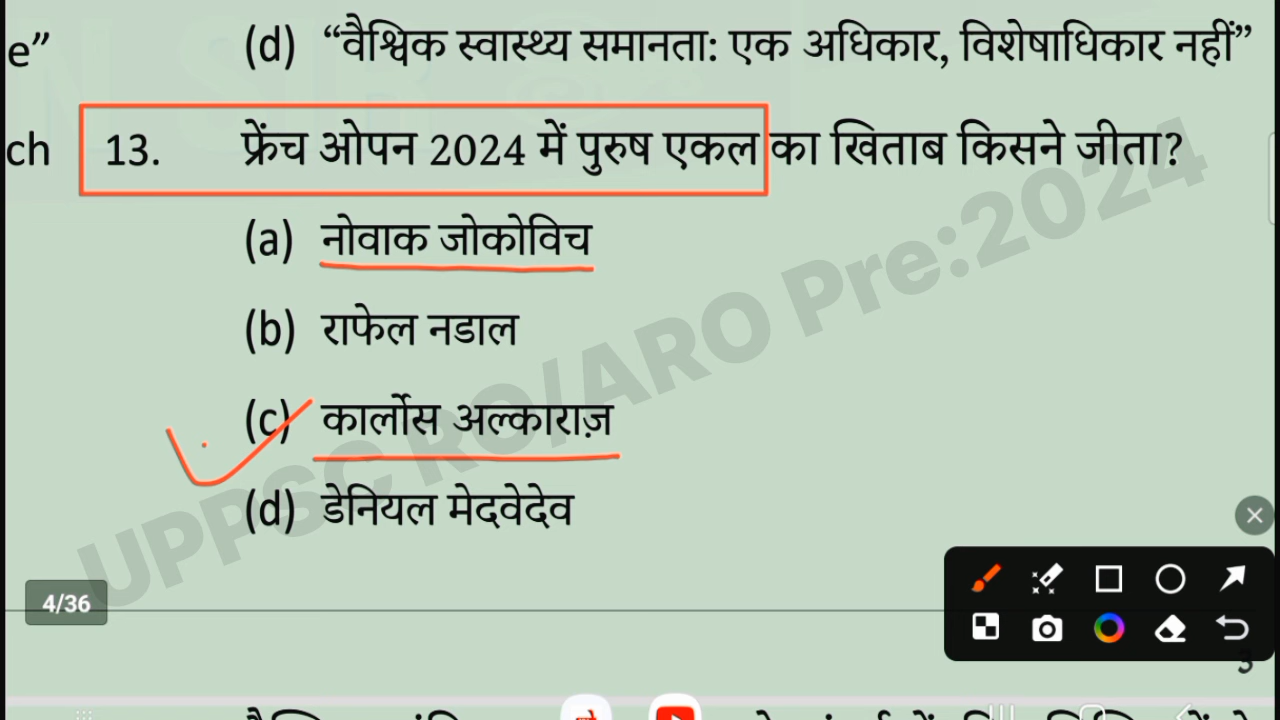 e” (d) “वैश्विक स्वास्थ्य समानता: एक अधिकार, विशेषाधिकार नहीं”
ch 13. फ्रेंच ओपन 2024 में पुरुष एकल का खिताब किसने जीता?
(a) नोवाक जोकोविच
(b) राफेल नडाल
(c) कार्लोस अल्काराज़
(d) डेनियल मेदवेदेव
UPPSC RO/ARO Pre:2024
4/36
3